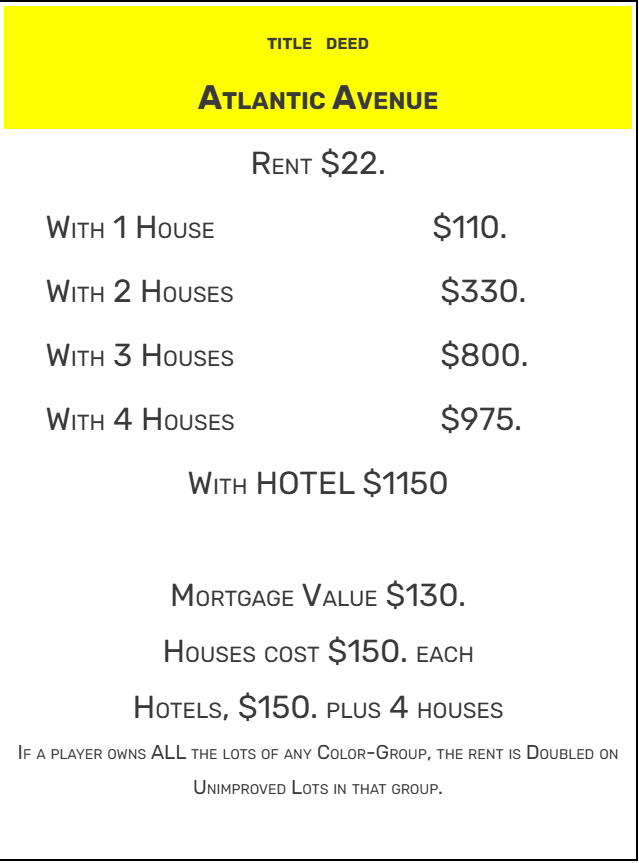 TITLE DEED
ATLANTIC AVENUE
RENT $22.
WITH 1 HOUSE $110.
WITH 2 HOUSES $330.
WITH 3 HOUSES $800.
WITH 4 HOUSES $975.
WITH HOTEL $1150
MORTGAGE VALUE $130.
HOUSES COST $150. EACH
HOTELS, $150. PLUS 4 HOUSES
IF A PLAYER OWNS ALL THE LOTS OF ANY COLOR-GROUP, THE RENT IS DOUBLED ON
UNIMPROVED LOTS IN THAT GROUP.